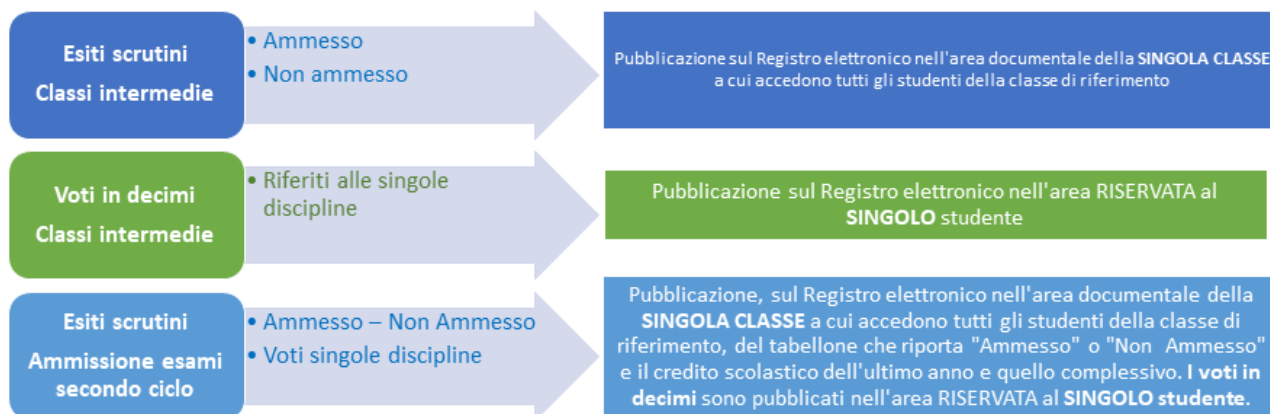 Esiti scrutini
Classi intermedie
• Ammesso
• Non ammesso
Pubblicazione sul Registro elettronico nell'area documentale della SINGOLA CLASSE
a cui accedono tutti gli studenti della classe di riferimento
Voti in decimi
Classi intermedie
• Riferiti alle singole
discipline
Pubblicazione sul Registro elettronico nell'area RISERVATA al
SINGOLO studente
Esiti scrutini
Ammissione esami
secondo ciclo
• Ammesso – Non Ammesso
• Voti singole discipline
Pubblicazione, sul Registro elettronico nell'area documentale della
SINGOLA CLASSE a cui accedono tutti gli studenti della classe di
riferimento, del tabellone che riporta "Ammesso" o "Non Ammesso"
e il credito scolastico dell'ultimo anno e quello complessivo. I voti in
decimi sono pubblicati nell'area RISERVATA al SINGOLO studente.